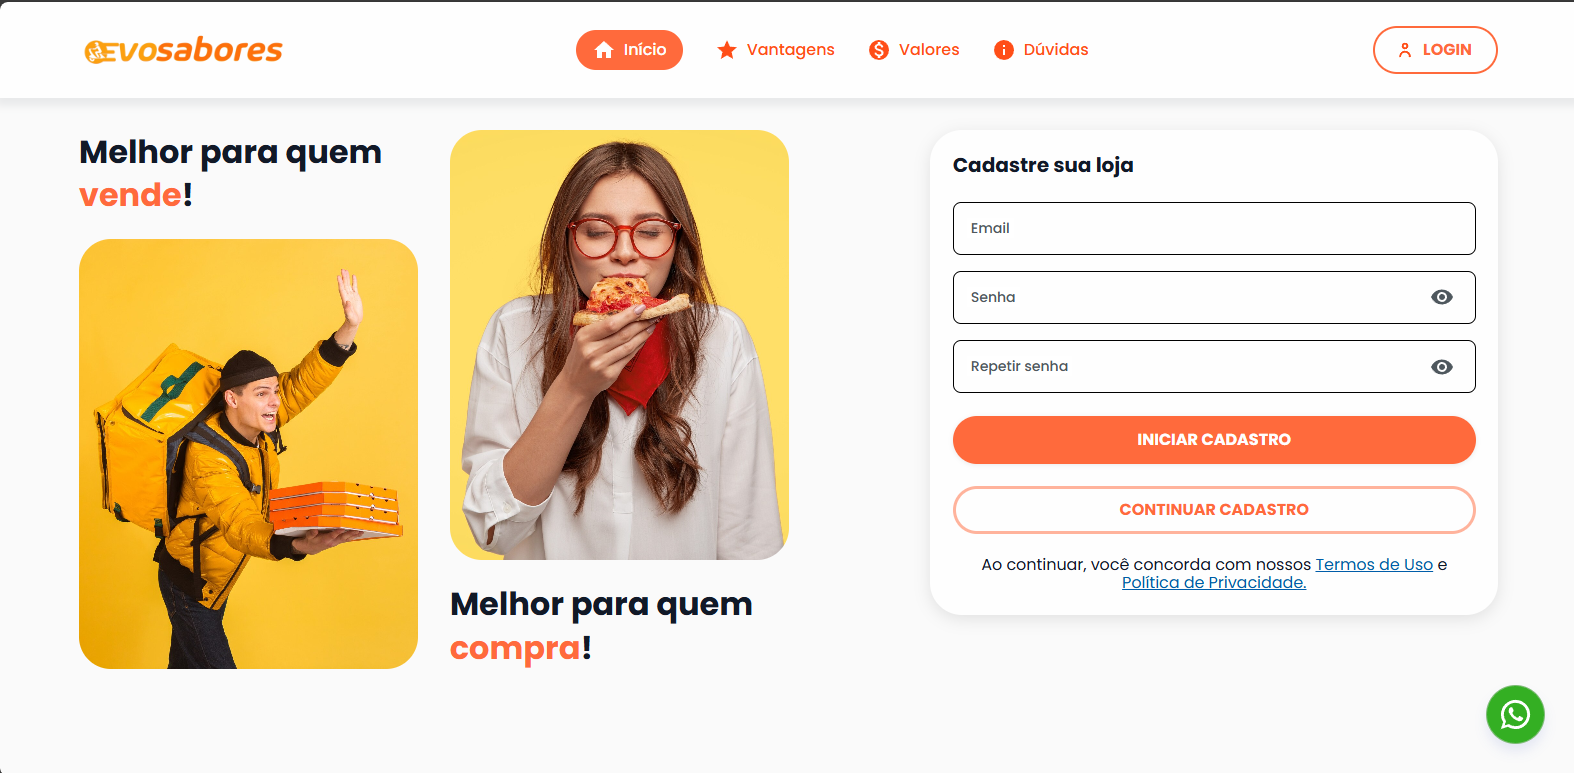 Evosabores
Início
Vantagens
Valores
Dúvidas
LOGIN
Melhor para quem
vende!
Melhor para quem
compra!
Cadastre sua loja
Email
Senha
Repetir senha
INICIAR CADASTRO
CONTINUAR CADASTRO
Ao continuar, você concorda com nossos Termos de Uso e
Política de Privacidade.